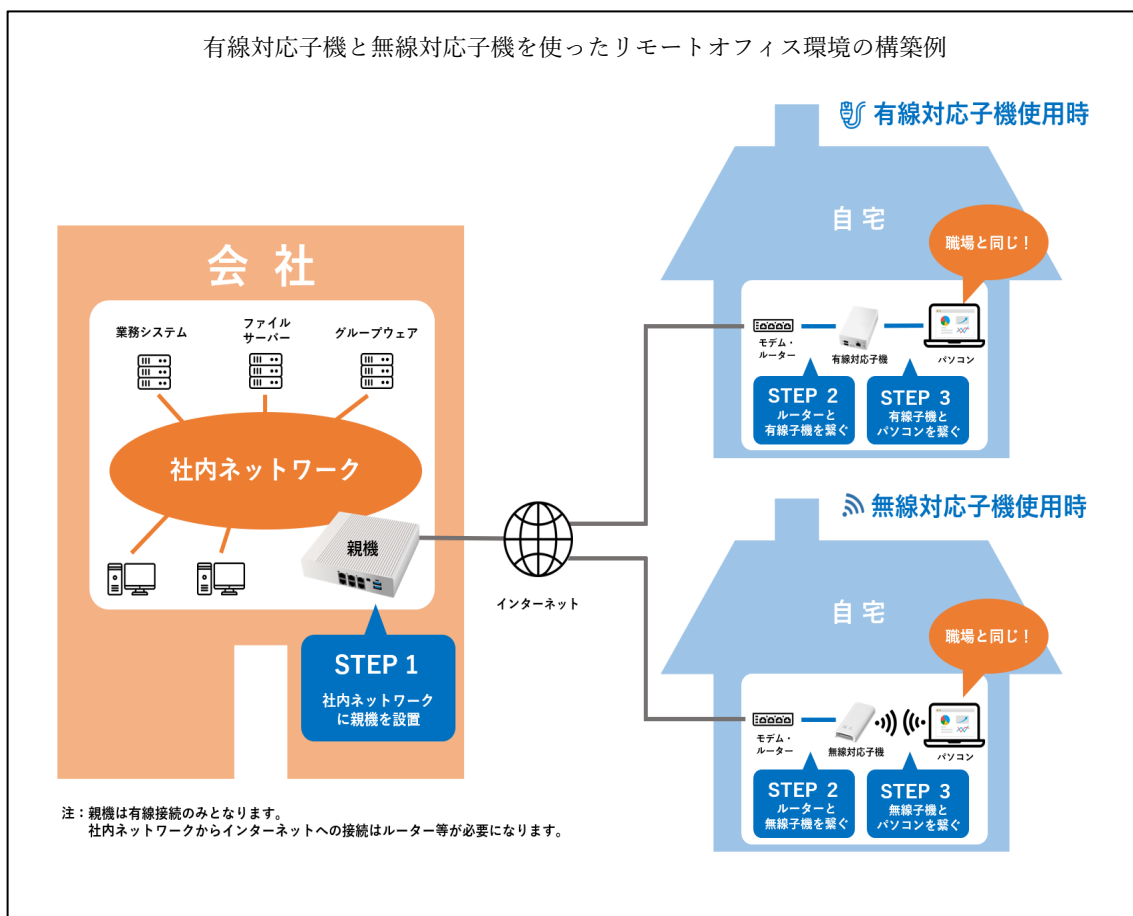 有線対応子機と無線対応子機を使ったリモートオフィス環境の構築例
会社
業務システム
ファイル
サーバー
グループウェア
社内ネットワーク
親機
STEP 1
社内ネットワーク
に親機を設置
インターネット
有線対応子機使用時
自宅
職場と同じ！
モデム・
ルーター
有線対応子機
パソコン
STEP 2
ルーターと
有線子機を繋ぐ
STEP 3
有線子機と
パソコンを繋ぐ
無線対応子機使用時
自宅
職場と同じ！
モデム・
ルーター
無線対応子機
パソコン
STEP 2
ルーターと
無線子機を繋ぐ
STEP 3
無線子機と
パソコンを繋ぐ
注：親機は有線接続のみとなります。
社内ネットワークからインターネットへの接続はルーター等が必要になります。